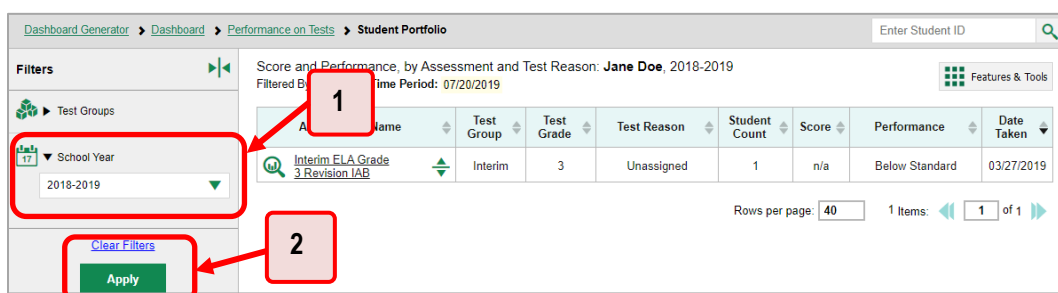 Dashboard Generator > Dashboard > Performance on Tests > Student Portfolio
Enter Student ID
Filters
Score and Performance, by Assessment and Test Reason: Jane Doe, 2018-2019
Filtered By Time Period: 07/20/2019
Features & Tools
1
Test Groups
17
School Year
2018-2019
Name
Test Group
Test Grade
Test Reason
Student Count
Score
Performance
Date Taken
Interim ELA Grade
3 Revision IAB
Interim
3
Unassigned
1
n/a
Below Standard
03/27/2019
Rows per page: 40
1 Items:
1 of 1
Clear Filters
Apply
2